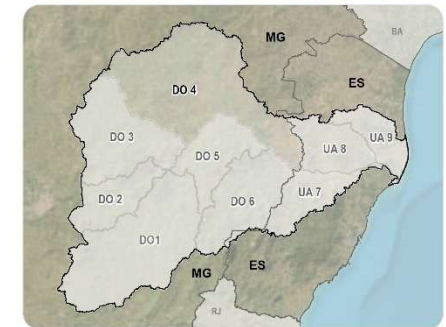 BA
MG
ES
DO 4
DO 3
DO 5
UA 8
UA 9
DO 2
DO 6
UA 7
DO1
MG
ES
RJ